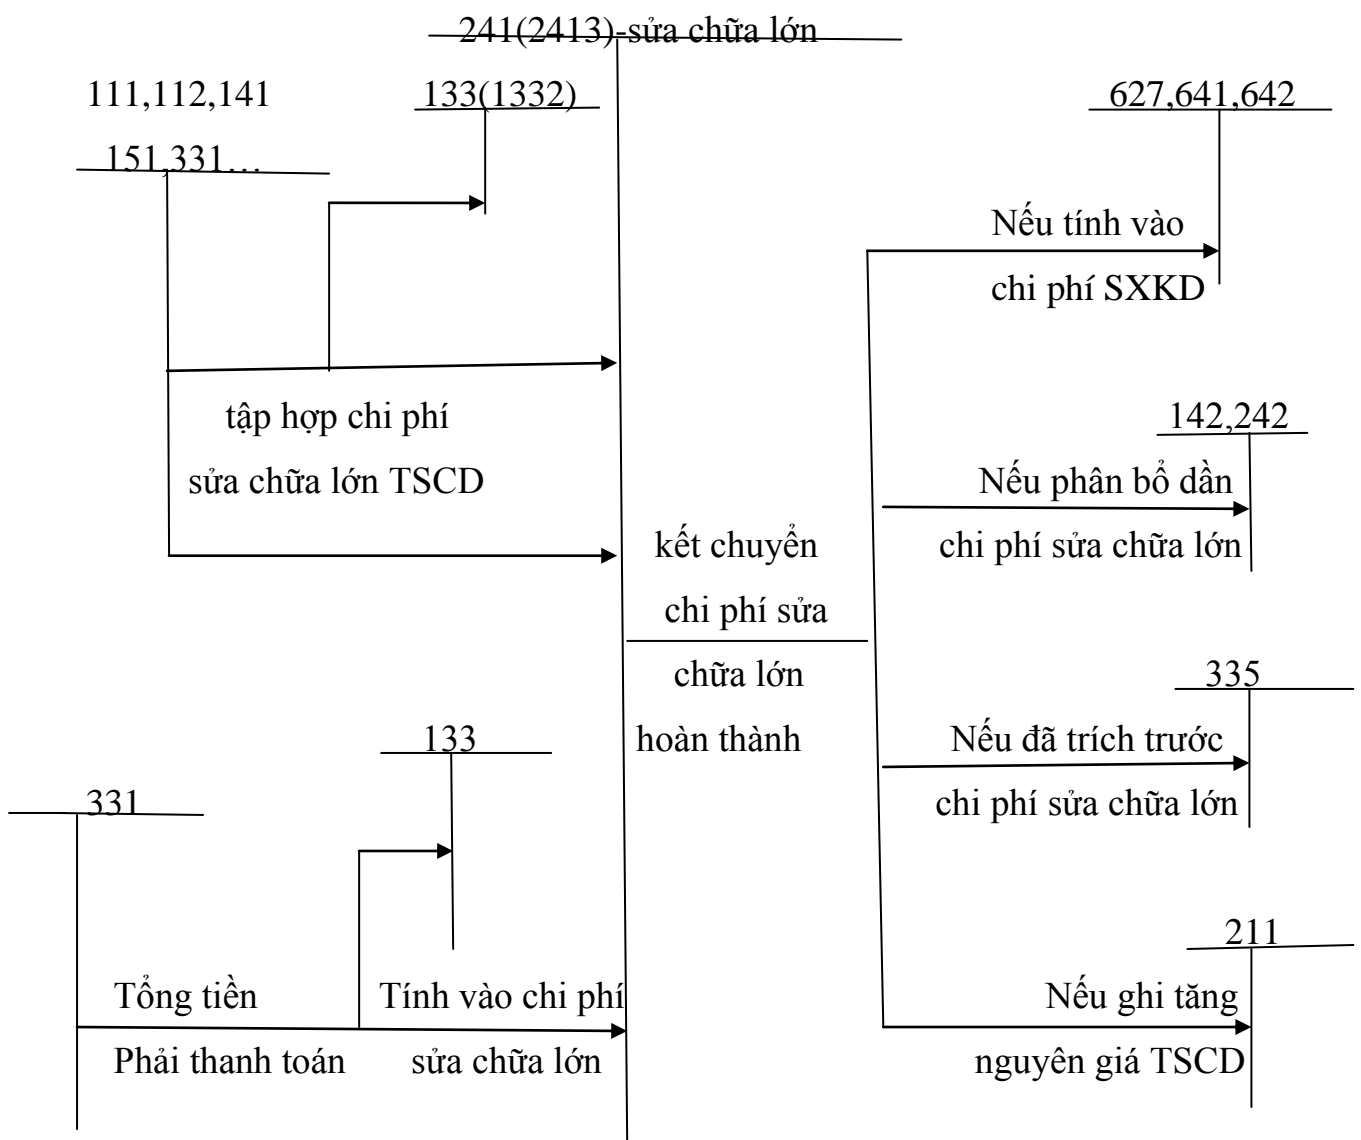 241(2413)-sửa chữa lớn
111,112,141
133(1332)
627,641,642
151,331…
Nếu tính vào
chi phí SXKD
tập hợp chi phí
sửa chữa lớn TSCD
142,242
Nếu phân bổ dần
chi phí sửa chữa lớn
kết chuyển
chi phí sửa
chữa lớn
hoàn thành
335
Nếu đã trích trước
chi phí sửa chữa lớn
133
331
Tổng tiền
Phải thanh toán
Tính vào chi phí
sửa chữa lớn
211
Nếu ghi tăng
nguyên giá TSCD